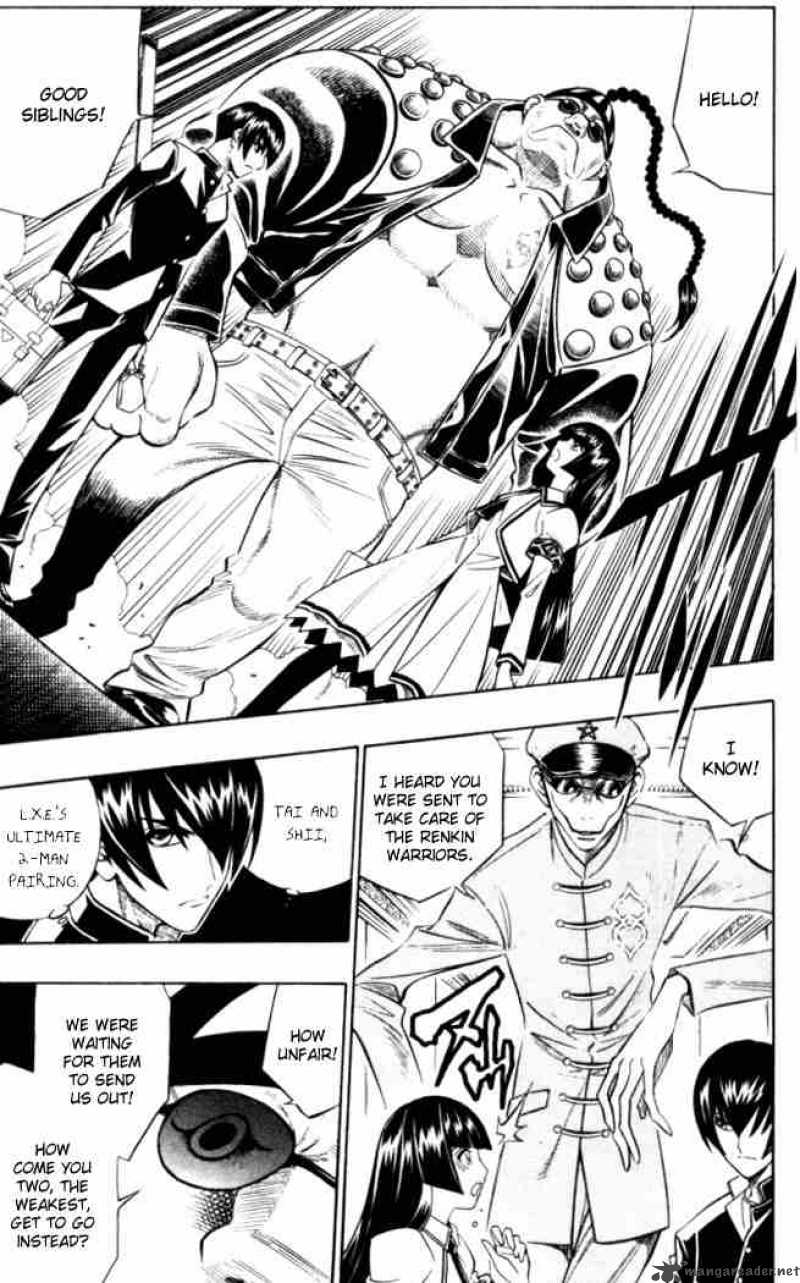 HELLO!
GOOD
SIBLINGS!
I
KNOW!
I HEARD YOU
WERE SENT TO
TAKE CARE OF
THE RENKIN
WARRIORS.
TAI AND
SHII,
L.X.E.'S
ULTIMATE
2-MAN
PAIRING.
HOW
UNFAIR!
WE WERE
WAITING
FOR THEM
TO SEND
US OUT!
HOW
COME YOU
TWO, THE
WEAKEST,
GET TO GO
INSTEAD?
mangareader.net